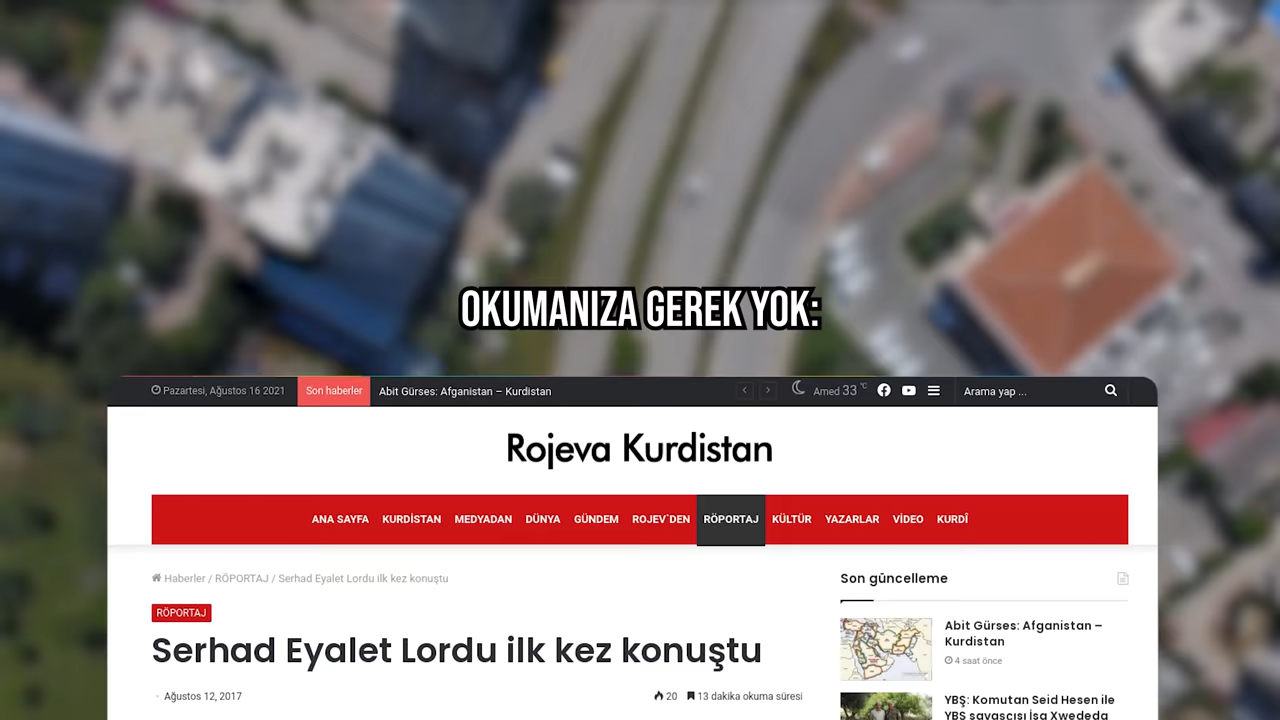 OKUMANIZA GEREK YOK:
Pazartesi, Ağustos 16 2021
Son haberler
Abit Gürses: Afganistan – Kurdistan
Amed 33 °C
Arama yap ...
Rojeva Kurdistan
ANA SAYFA KURDİSTAN MEDYADAN DÜNYA GÜNDEM ROJEV`DEN RÖPORTAJ KÜLTÜR YAZARLAR VİDEO KURDÎ
Haberler / RÖPORTAJ / Serhad Eyalet Lordu ilk kez konuştu
RÖPORTAJ
Serhad Eyalet Lordu ilk kez konuştu
Ağustos 12, 2017
20
13 dakika okuma süresi
Son güncelleme
Abit Gürses: Afganistan –
Kurdistan
4 saat önce
YBŞ: Komutan Seid Hesen ile
YBŞ savaşçısı İsa Xwededa